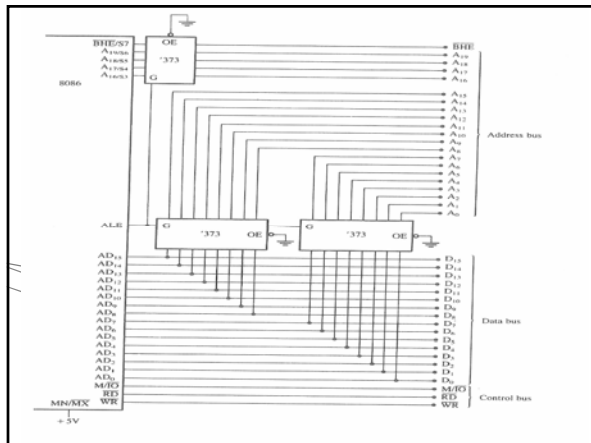 OE
'373
G
BHE/S7
A19/S6
A18/S5
A17/S4
A16/S3
8086
BHE
A19
A18
A17
A16
A15
A14
A13
A12
A11
A10
A9
A8
A7
A6
A5
A4
A3
A2
A1
A0
Address bus
ALE
G
'373
OE
G
'373
OE
AD15
AD14
AD13
AD12
AD11
AD10
AD9
AD8
AD7
AD6
AD5
AD4
AD3
AD2
AD1
AD0
M/IO
RD
WR
MN/MX
+ 5V
D15
D14
D13
D12
D11
D10
D9
D8
D7
D6
D5
D4
D3
D2
D1
D0
Data bus
M/IO
RD
WR
Control bus